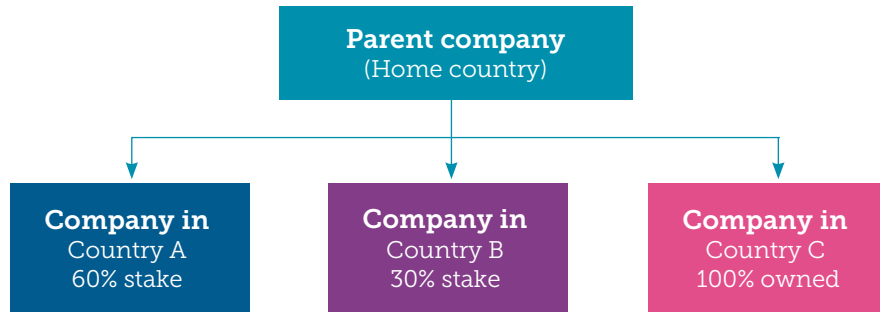 Parent company
(Home country)
Company in
Country A
60% stake
Company in
Country B
30% stake
Company in
Country C
100% owned